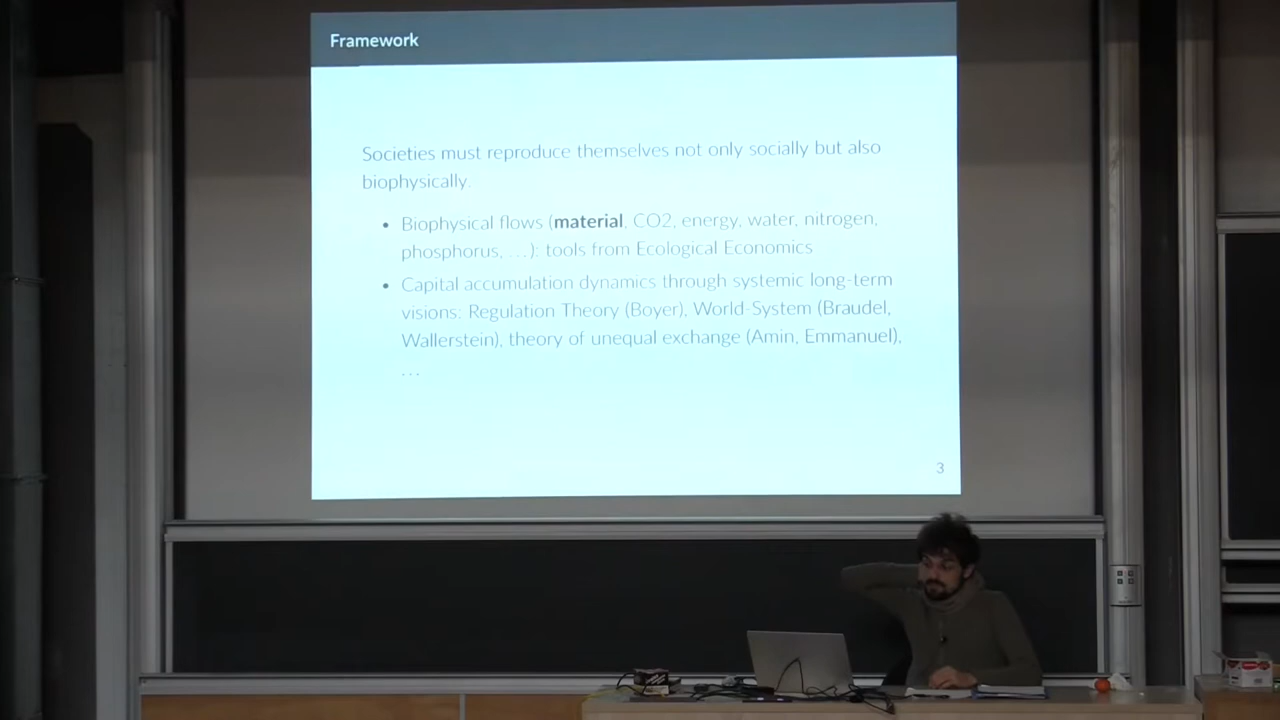 Framework
Societies must reproduce themselves not only socially but also
biophysically.
• Biophysical flows (material, CO2, energy, water, nitrogen,
phosphorus, ...): tools from Ecological Economics
• Capital accumulation dynamics through systemic long-term
visions: Regulation Theory (Boyer), World-System (Braudel,
Wallerstein), theory of unequal exchange (Amin, Emmanuel),
...
3